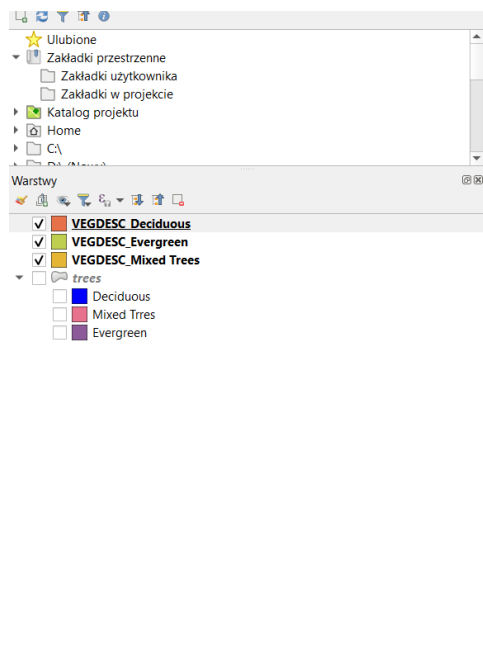 Ulubione
Zakładki przestrzenne
Zakładki użytkownika
Zakładki w projekcie
Katalog projektu
Home
C:\
Warstwy
VEGDESC_Deciduous
VEGDESC_Evergreen
VEGDESC_Mixed Trees
trees
Deciduous
Mixed Trres
Evergreen